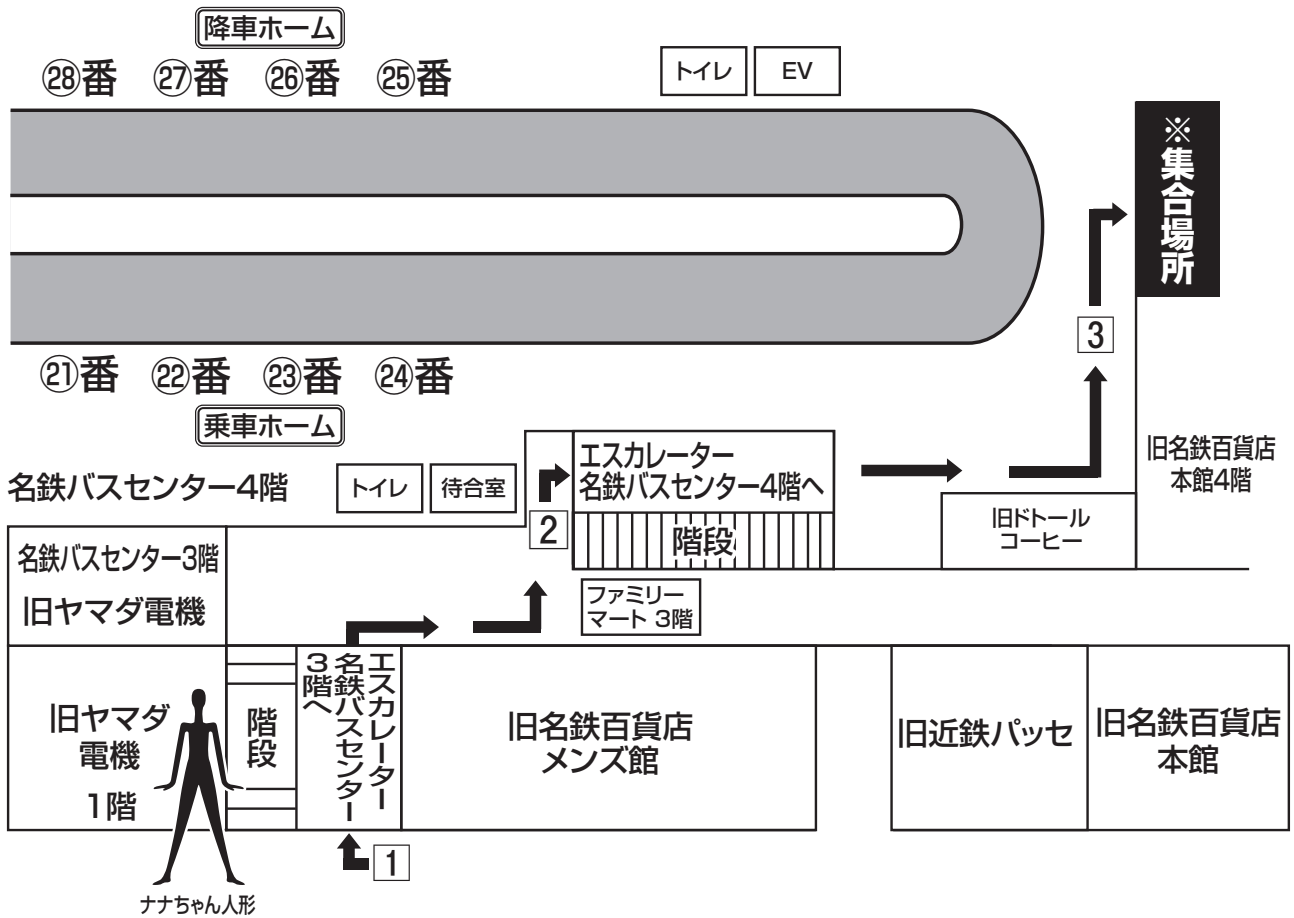 降車ホーム
㉘番 ㉗番 ㉖番 ㉕番
トイレ EV
※集合場所
3
㉑番 ㉒番 ㉓番 ㉔番
乗車ホーム
名鉄バスセンター4階
トイレ 待合室
2
エスカレーター
名鉄バスセンター4階へ
階段
旧名鉄百貨店
本館4階
旧ドトール
コーヒー
名鉄バスセンター3階
旧ヤマダ電機
ファミリー
マート 3階
旧ヤマダ
電機
1階
階段
エスカレーター
名鉄バスセンター
3階へ
旧名鉄百貨店
メンズ館
旧近鉄パッセ
旧名鉄百貨店
本館
1
ナナちゃん人形